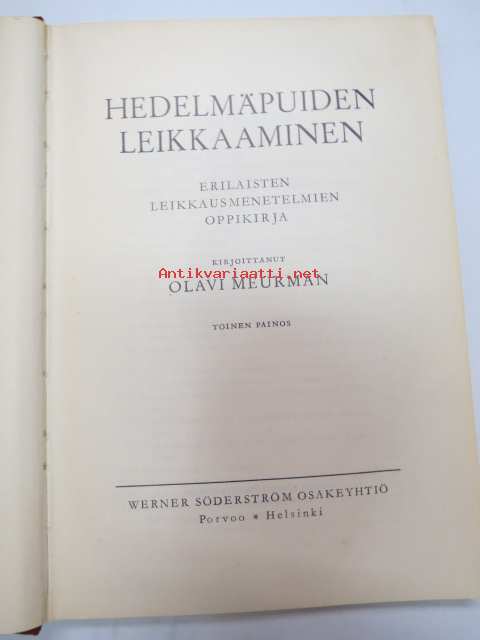 HEDELMÄPUIDEN
LEIKKAAMINEN
ERILAISTEN
LEIKKAUSMENETELMIEN
OPPIKIRJA
KIRJOITTANUT
Antikvariaatti.net
OLAVI MEURMAN
TOINEN PAINOS
WERNER SÖDERSTRÖM OSAKEYHTIÖ
Porvoo * Helsinki